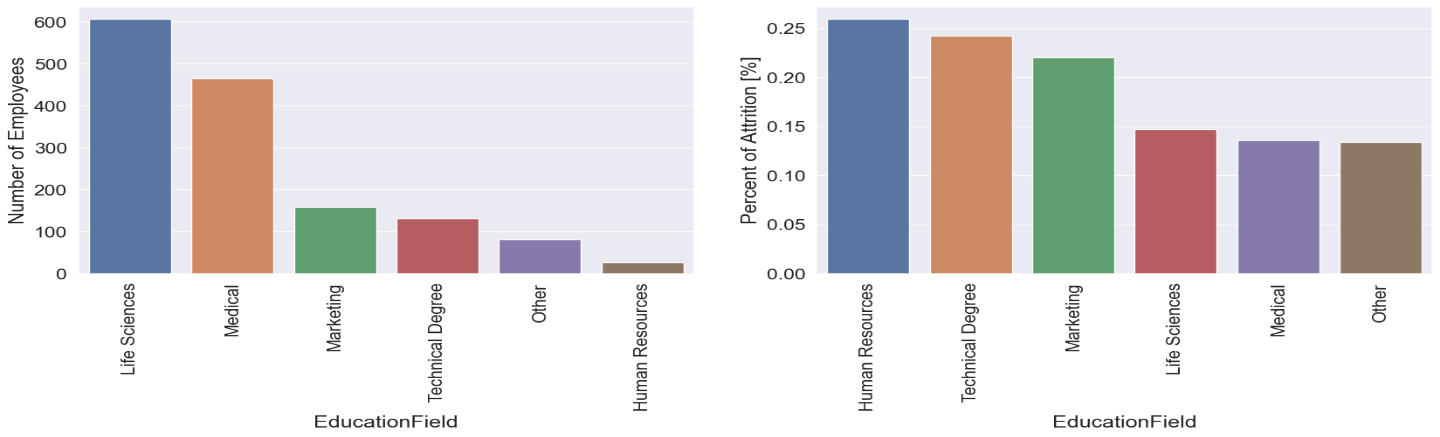 Number of Employees
600
500
400
300
200
100
0
Life Sciences
Medical
Marketing
Technical Degree
Other
Human Resources
EducationField
Percent of Attrition [%]
0.25
0.20
0.15
0.10
0.05
0.00
Human Resources
Technical Degree
Marketing
Life Sciences
Medical
Other
EducationField